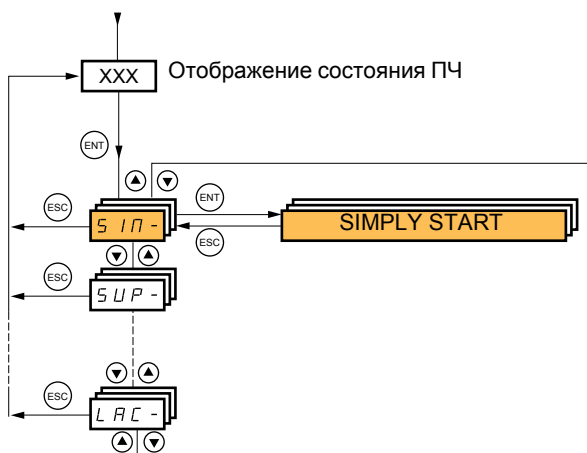 XXX Отображение состояния ПЧ
ENT
ESC
ENT
SIM- SIMPLY START
ESC
ESC
SUP-
ESC
LAC-